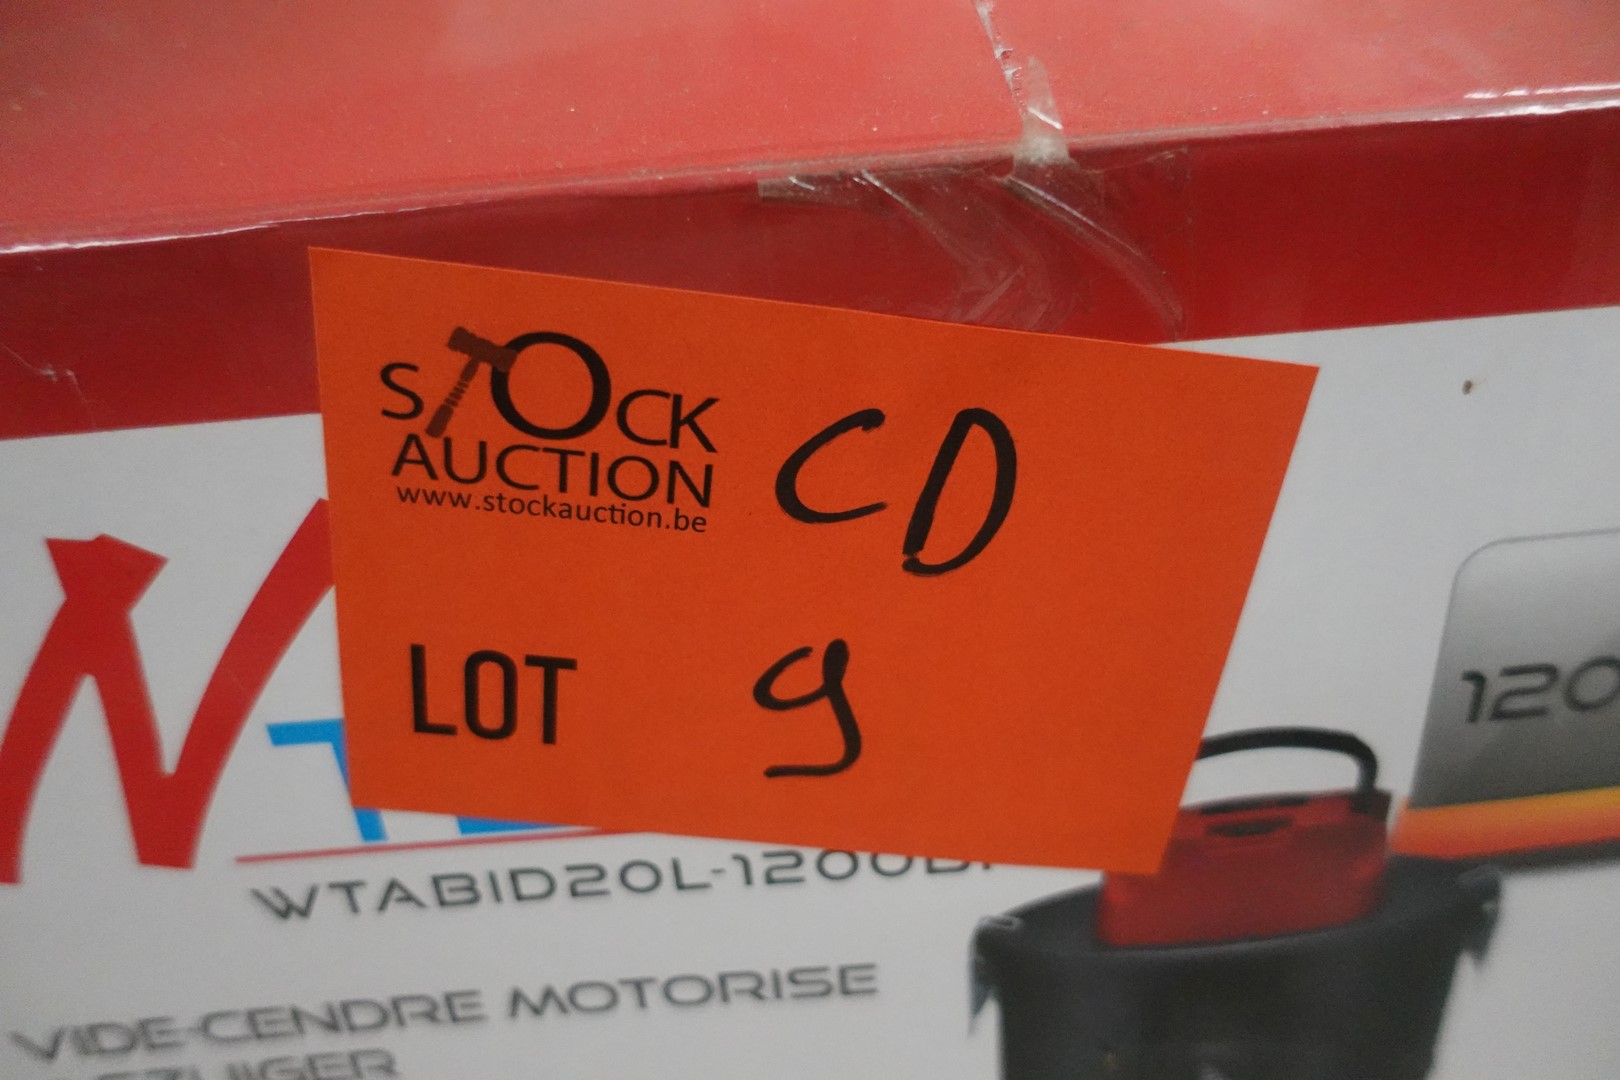 STOCK CD
AUCTION
www.stockauction.be
LOT 9
120
WTABID20L-1200
VIDE-CENDRE MOTORISE